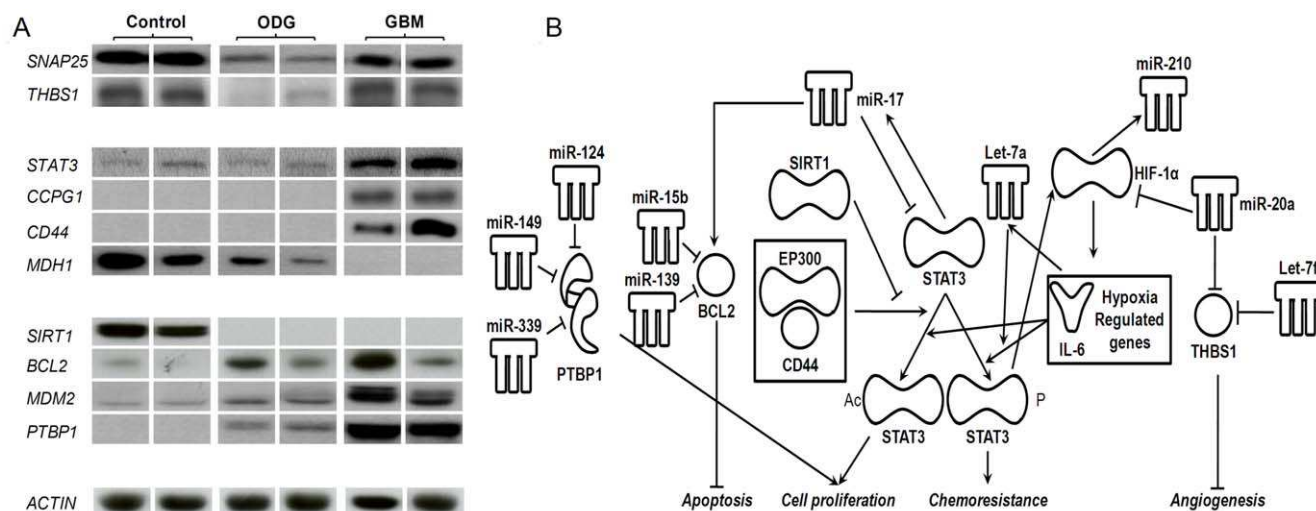 A
Control ODG GBM
SNAP25
THBS1
STAT3
CCPG1
CD44
MDH1
SIRT1
BCL2
MDM2
PTBP1
ACTIN
B
miR-210
miR-17
miR-124
SIRT1
Let-7a
HIF-1α
miR-15b
miR-20a
miR-149
EP300
STAT3
miR-139
BCL2
Let-7f
Hypoxia
Regulated
genes
miR-339
CD44
IL-6
THBS1
PTBP1
Ac
P
STAT3 STAT3
Apoptosis Cell proliferation Chemoresistance Angiogenesis